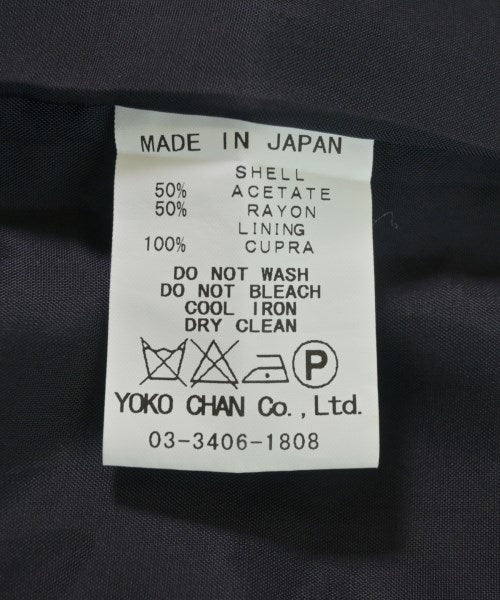 MADE IN JAPAN
SHELL
50% ACETATE
50% RAYON
LINING
100% CUPRA
DO NOT WASH
DO NOT BLEACH
COOL IRON
DRY CLEAN
P
YOKO CHAN Co.,Ltd.
03-3406-1808